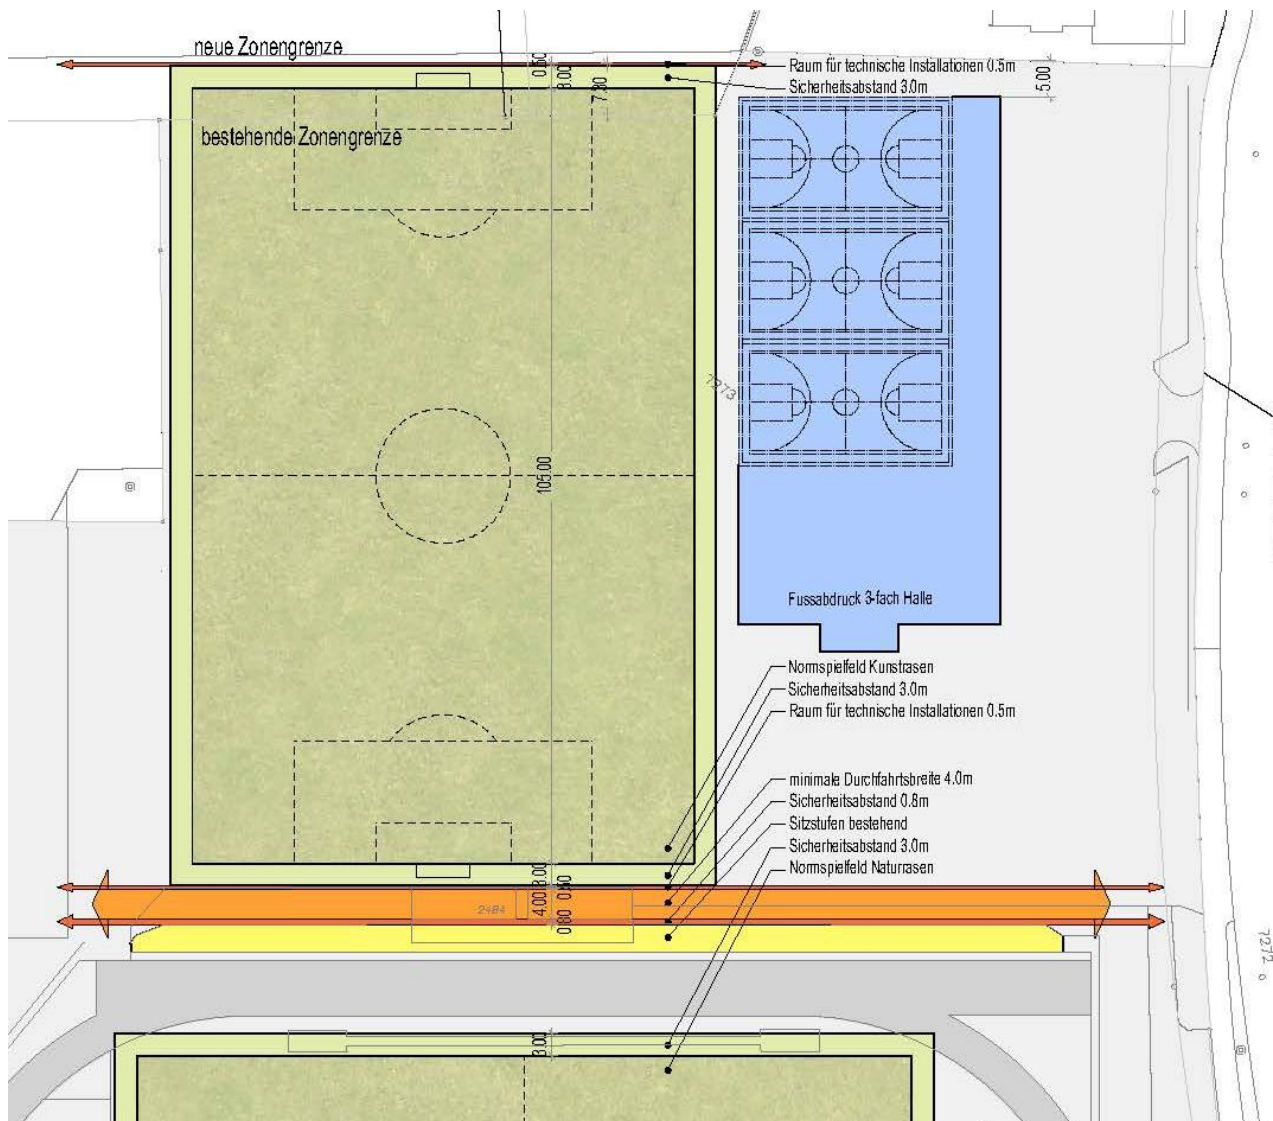 neue Zonengrenze
0.50
3.00
7.30
Raum für technische Installationen 0.5m
Sicherheitsabstand 3.0m
5.00
bestehende Zonengrenze
7273
105.00
Fussabdruck 3-fach Halle
Normspielfeld Kunstrasen
Sicherheitsabstand 3.0m
Raum für technische Installationen 0.5m
minimale Durchfahrtsbreite 4.0m
Sicherheitsabstand 0.8m
Sitzstufen bestehend
Sicherheitsabstand 3.0m
Normspielfeld Naturrasen
3.00
0.50
4.00
0.80
2484
7272
3.00